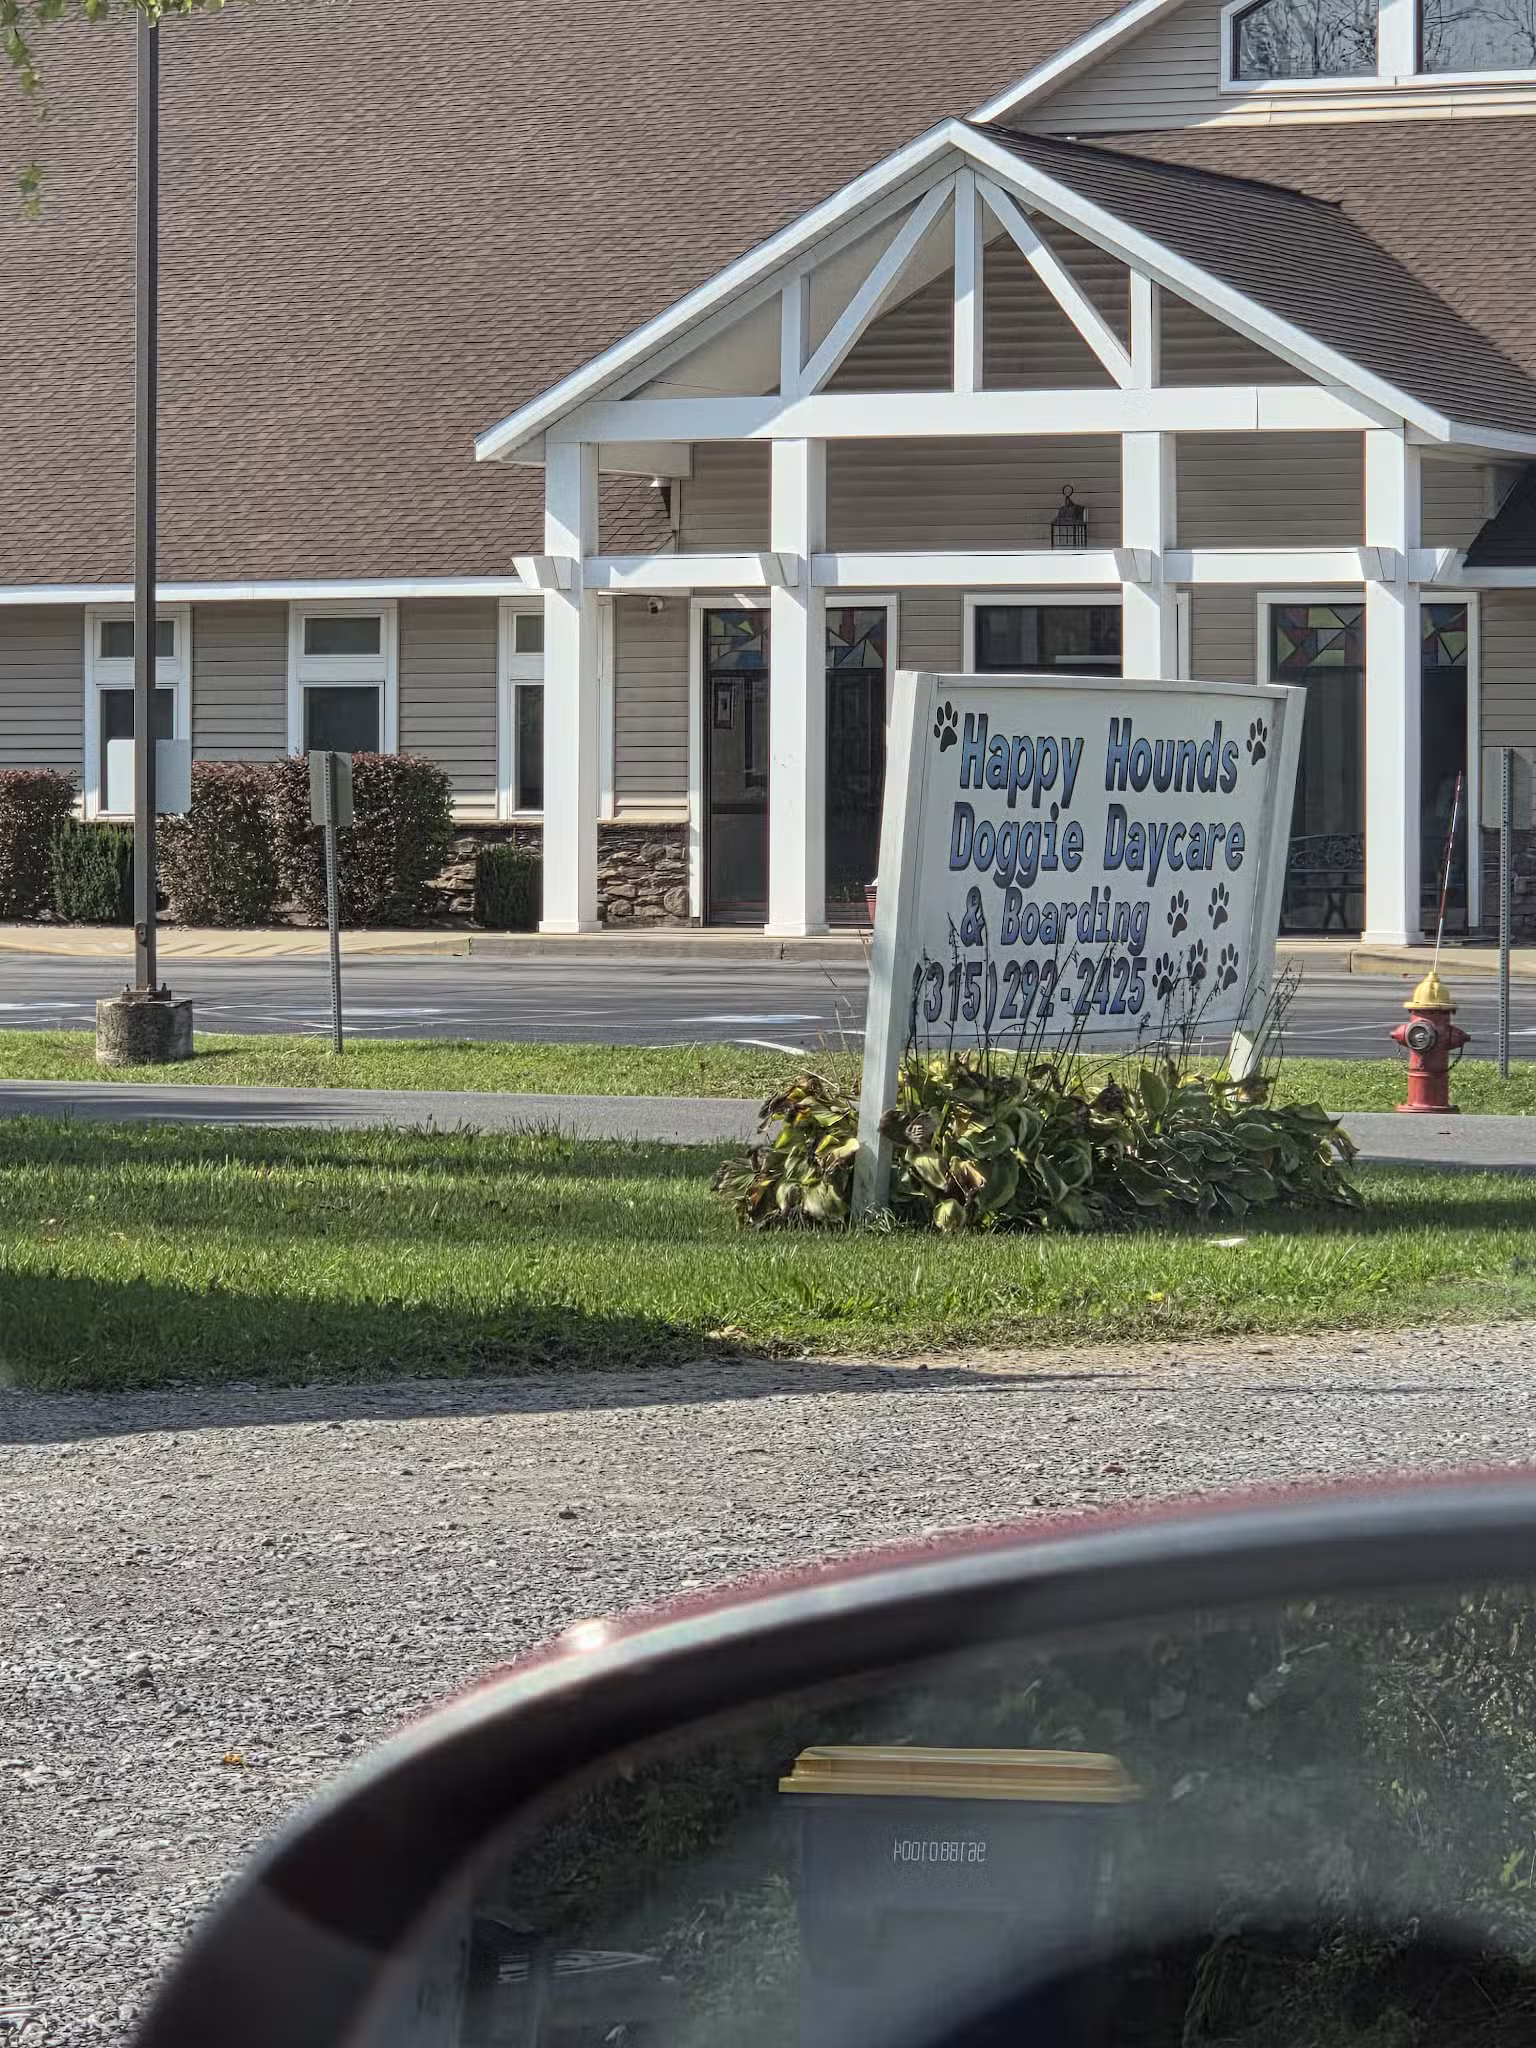 Happy Hounds
Doggie Daycare
& Boarding
(315)292-2425